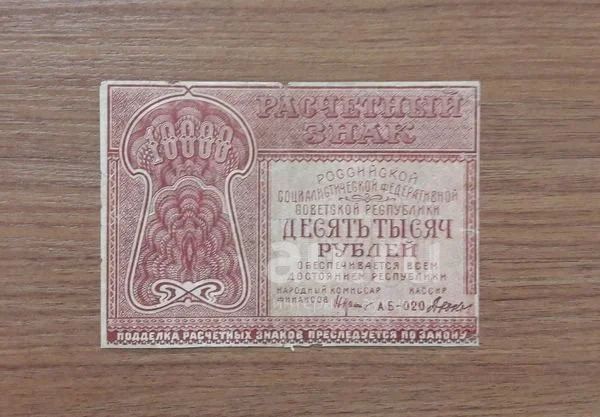 10000
РАСЧЕТНЫЙ
ЗНАК
РОССИЙСКОЙ
СОЦИАЛИСТИЧЕСКОЙ ФЕДЕРАТИВНОЙ
СОВЕТСКОЙ РЕСПУБЛИКИ
ДЕСЯТЬ ТЫСЯЧ
РУБЛЕЙ
ОБЕСПЕЧИВАЕТСЯ ВСЕМ
ДОСТОЯНИЕМ РЕСПУБЛИКИ
НАРОДНЫЙ КОМИССАР КАССИР
ФИНАНСОВ АБ-020
ПОДДЕЛКА РАСЧЕТНЫХ ЗНАКОВ ПРЕСЛЕДУЕТСЯ ПО ЗАКОНУ